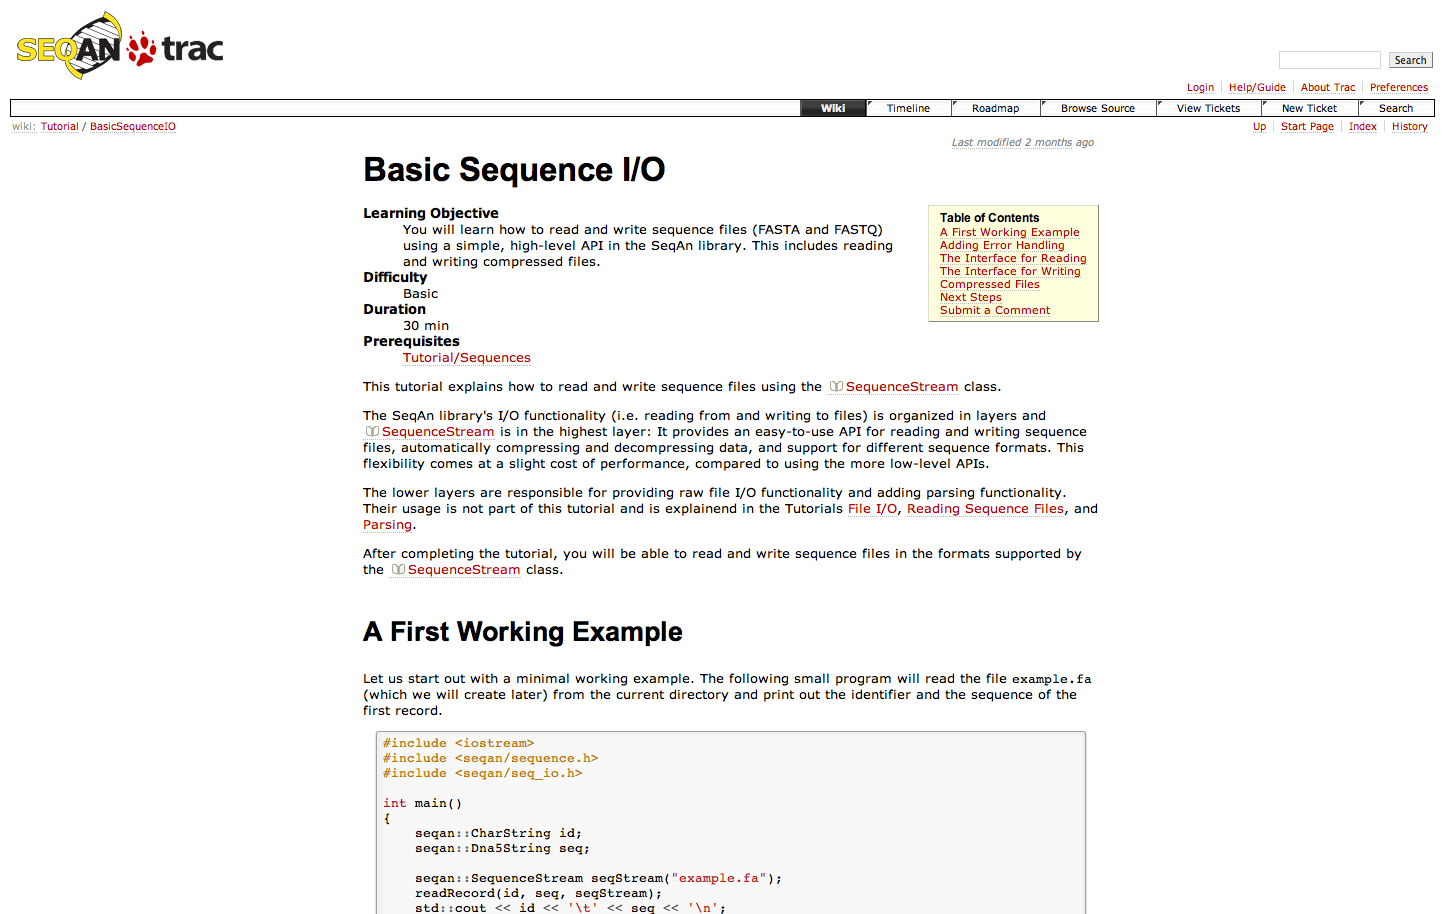 SEQAN trac
Search
Login Help/Guide About Trac Preferences
Wiki Timeline Roadmap Browse Source View Tickets New Ticket Search
wiki: Tutorial / BasicSequenceIO
Up Start Page Index History
Last modified 2 months ago
Basic Sequence I/O
Learning Objective
You will learn how to read and write sequence files (FASTA and FASTQ)
using a simple, high-level API in the SeqAn library. This includes reading
and writing compressed files.
Difficulty
Basic
Duration
30 min
Prerequisites
Tutorial/Sequences
Table of Contents
A First Working Example
Adding Error Handling
The Interface for Reading
The Interface for Writing
Compressed Files
Next Steps
Submit a Comment
This tutorial explains how to read and write sequence files using the SequenceStream class.
The SeqAn library's I/O functionality (i.e. reading from and writing to files) is organized in layers and
SequenceStream is in the highest layer: It provides an easy-to-use API for reading and writing sequence
files, automatically compressing and decompressing data, and support for different sequence formats. This
flexibility comes at a slight cost of performance, compared to using the more low-level APIs.
The lower layers are responsible for providing raw file I/O functionality and adding parsing functionality.
Their usage is not part of this tutorial and is explainend in the Tutorials File I/O, Reading Sequence Files, and
Parsing.
After completing the tutorial, you will be able to read and write sequence files in the formats supported by
the SequenceStream class.
A First Working Example
Let us start out with a minimal working example. The following small program will read the file example.fa
(which we will create later) from the current directory and print out the identifier and the sequence of the
first record.
#include <iostream>
#include <seqan/sequence.h>
#include <seqan/seq_io.h>
int main()
{
seqan::CharString id;
seqan::Dna5String seq;
seqan::SequenceStream seqStream("example.fa");
readRecord(id, seq, seqStream);
std::cout << id << '\t' << seq << '\n';